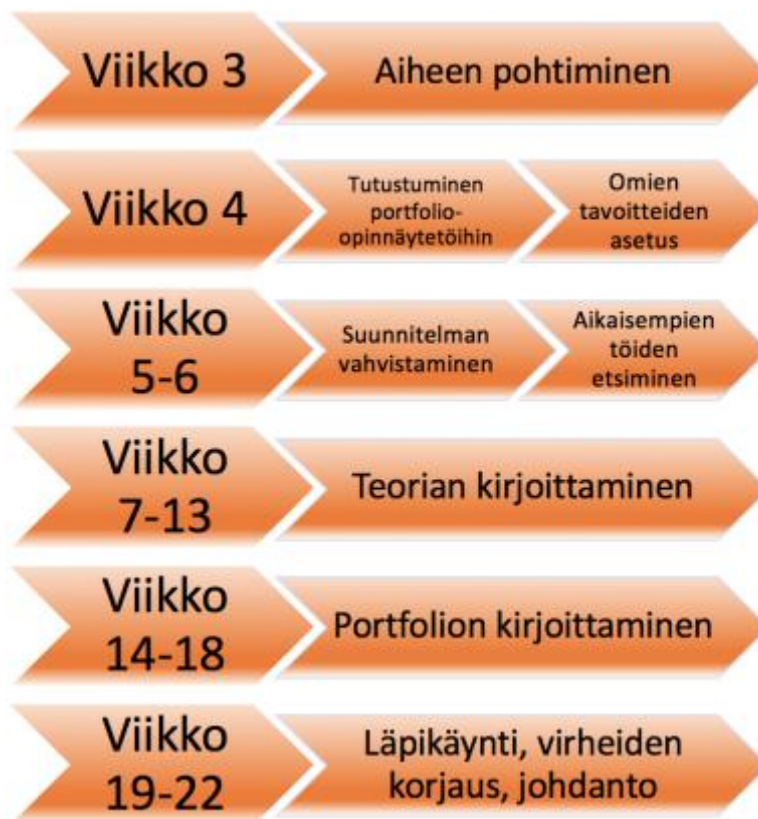 Viikko 3
Aiheen pohtiminen
Viikko 4
Tutustuminen
portfolio-
opinnäytetöihin
Omien
tavoitteiden
asetus
Viikko
5-6
Suunnitelman
vahvistaminen
Aikaisempien
töiden
etsiminen
Viikko
7-13
Teorian kirjoittaminen
Viikko
14-18
Portfolion kirjoittaminen
Viikko
19-22
Läpikäynti, virheiden
korjaus, johdanto